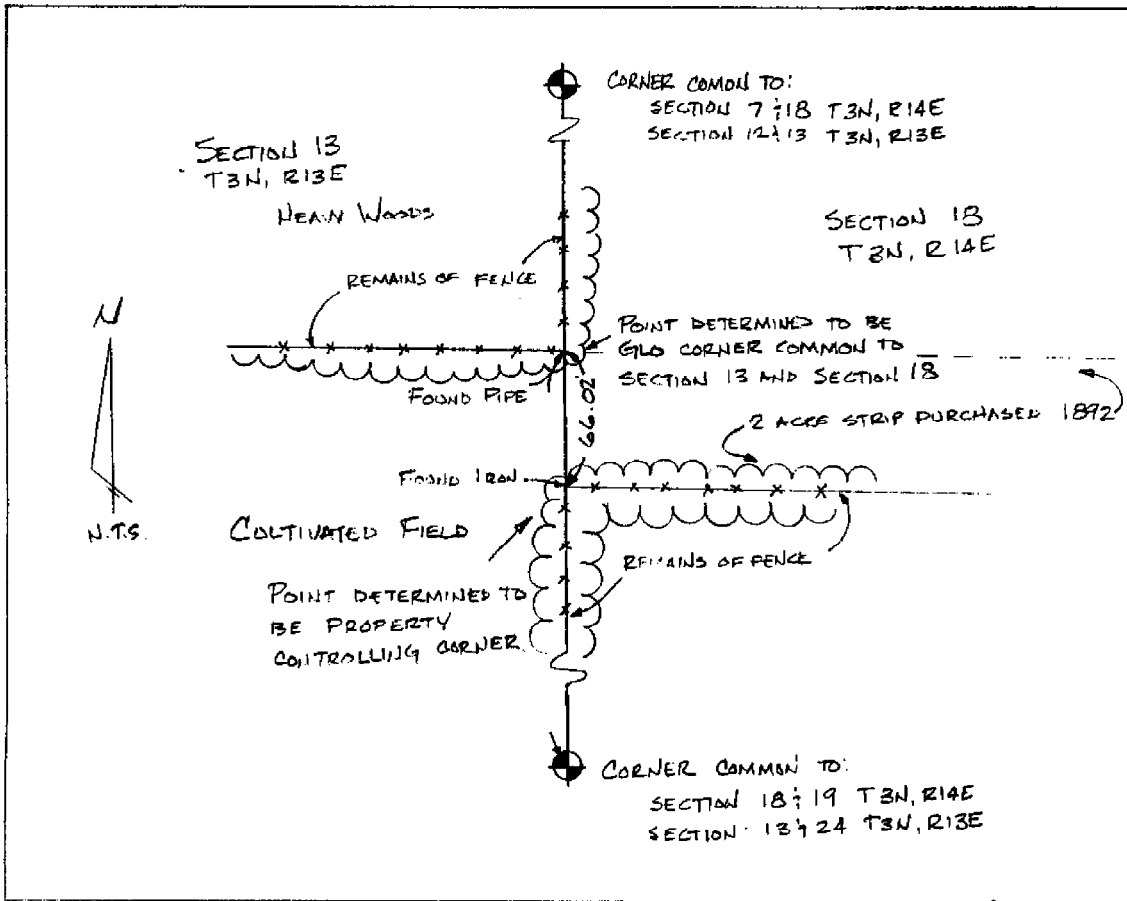 CORNER COMON TO:
SECTION 7 & 18 T3N, R14E
SECTION 12 & 13 T3N, R13E
SECTION 13
T3N, R13E
WOODS
SECTION 18
T3N, R14E
REMAINS OF FENCE
N
POINT DETERMINED TO BE
GLO CORNER COMMON TO
SECTION 13 AND SECTION 18
FOUND PIPE
66.02'
2 ACRE STRIP PURCHASED 1892
FOUND IRON
N.T.S.
COLTIVATED FIELD
REMAINS OF FENCE
POINT DETERMINED TO
BE PROPERTY
CONTROLLING CORNER
CORNER COMMON TO:
SECTION 18 & 19 T3N, R14E
SECTION 13 & 24 T3N, R13E